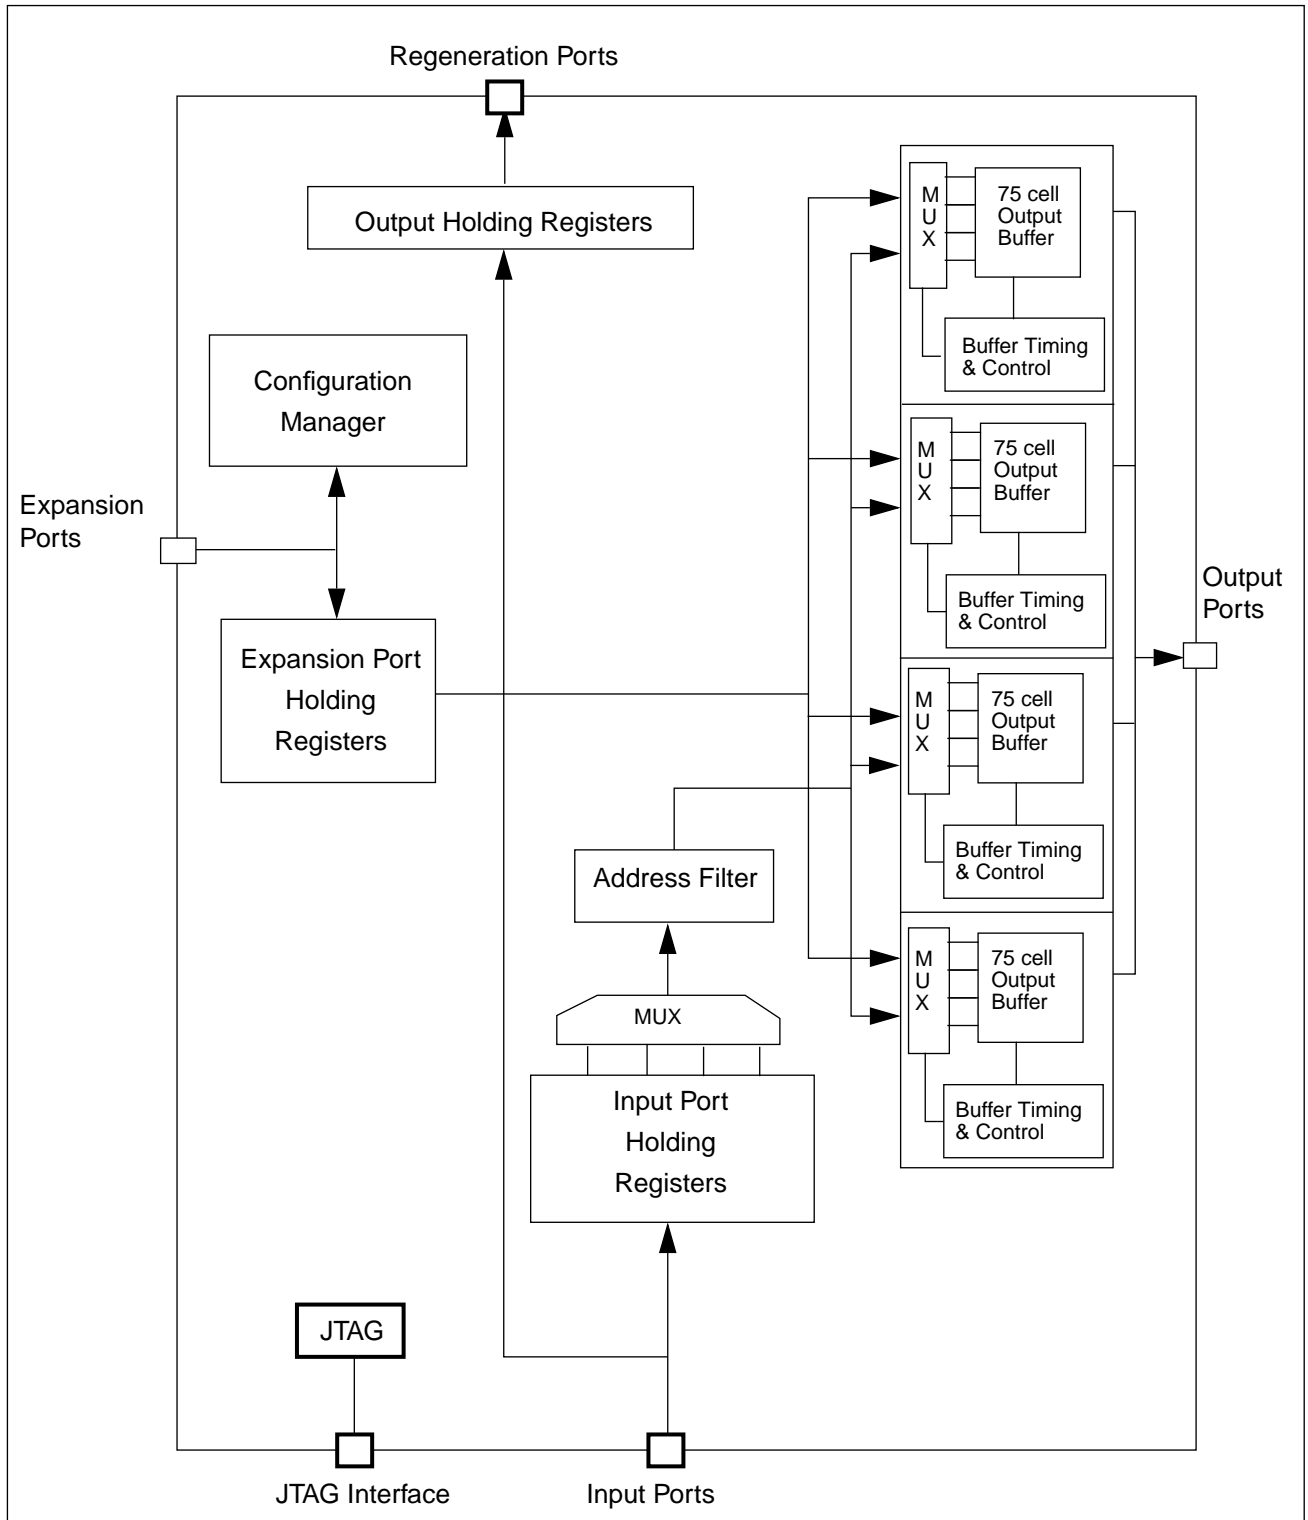 Regeneration Ports
Output Holding Registers
Configuration
Manager
Expansion
Ports
Expansion Port
Holding
Registers
Address Filter
MUX
Input Port
Holding
Registers
JTAG
JTAG Interface
Input Ports
M
U
X
75 cell
Output
Buffer
Buffer Timing
& Control
M
U
X
75 cell
Output
Buffer
Buffer Timing
& Control
M
U
X
75 cell
Output
Buffer
Buffer Timing
& Control
M
U
X
75 cell
Output
Buffer
Buffer Timing
& Control
Output
Ports